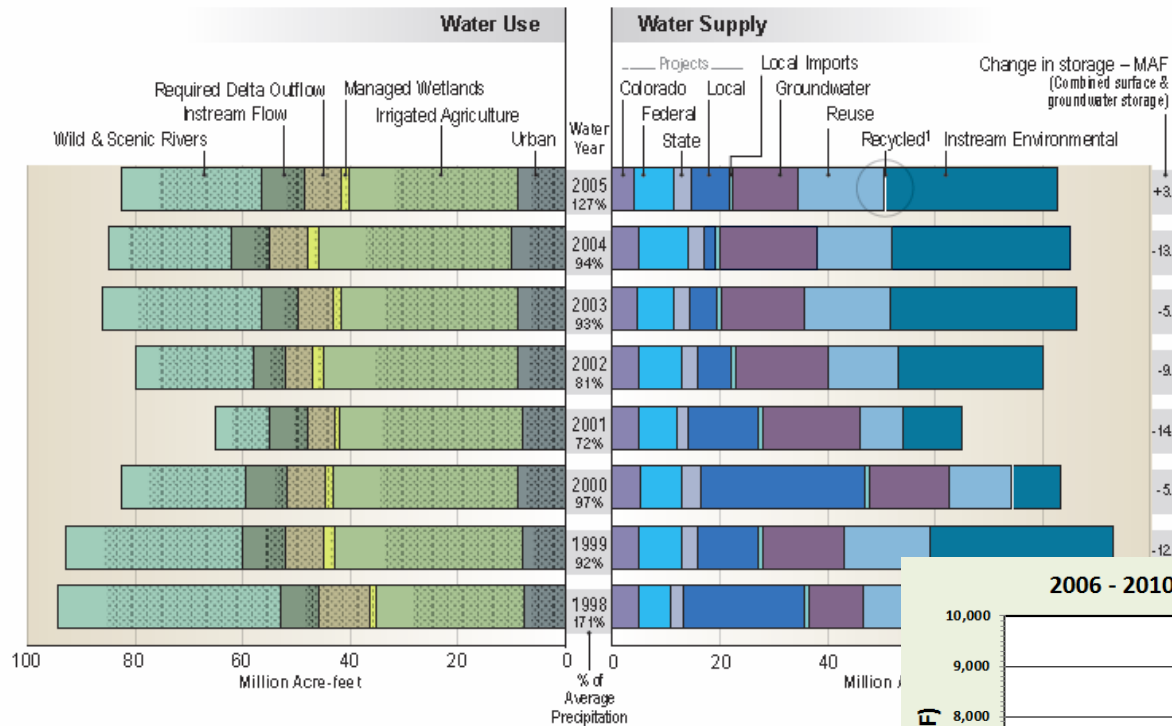 Water Use
Water Supply
Projects
Local Imports
Change in storage – MAF
(Combined surface &
groundwater storage)
Required Delta Outflow
Managed Wetlands
Colorado
Local
Groundwater
Instream Flow
Irrigated Agriculture
Federal
Reuse
Wild & Scenic Rivers
Urban
Water
Year
State
Recycled¹
Instream Environmental
2005
127%
+3.
2004
94%
-13.
2003
93%
-5.
2002
81%
-9.
2001
72%
-14.
2000
97%
-5.
1999
92%
-12.
1998
171%
100
80
60
40
20
0
Million Acre-feet
% of
Average
Precipitation
0
20
40
Million A
2006 - 2010
10,000
9,000
8,000
F)